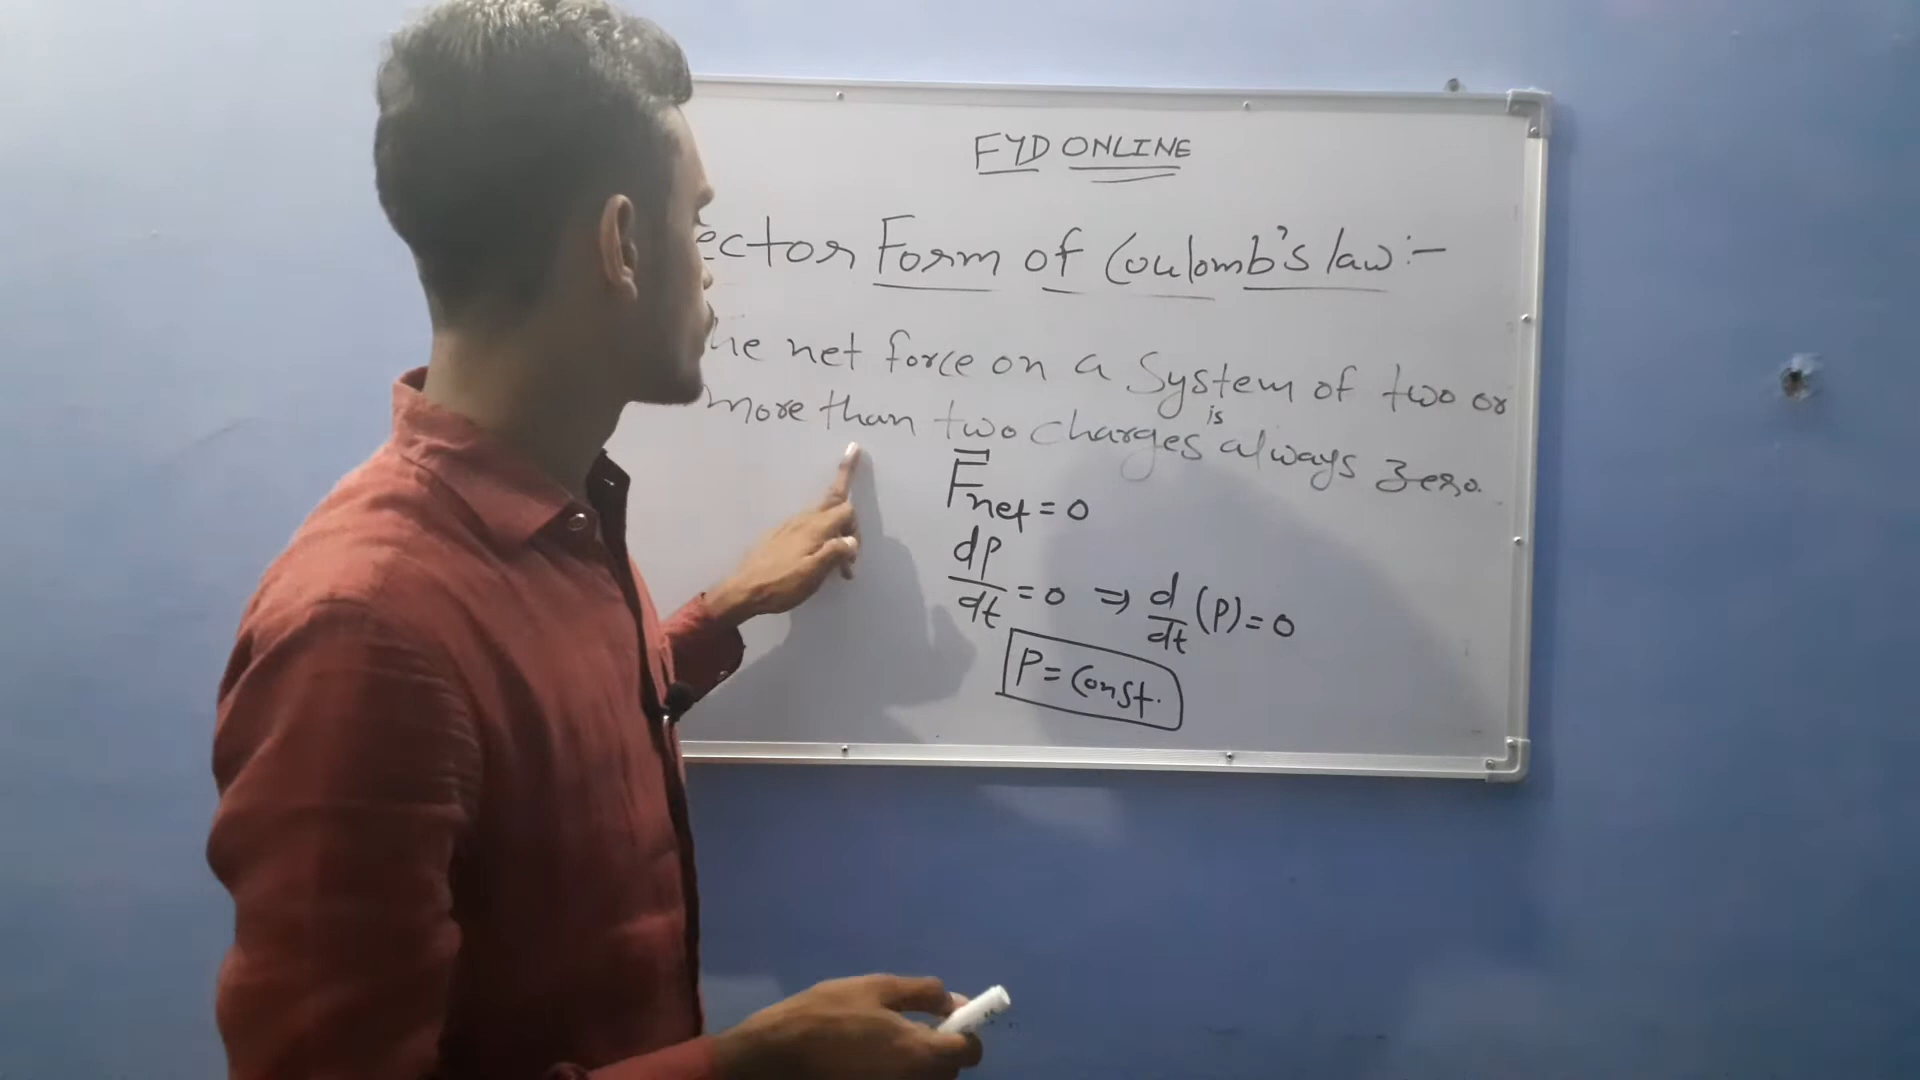 FYD ONLINE
ector Form of Coulomb's law :-
he net force on a System of two or
more than two charges is always zero.
F⃗net = 0
dp/dt = 0 ⇒ d/dt (P) = 0
P = Const.